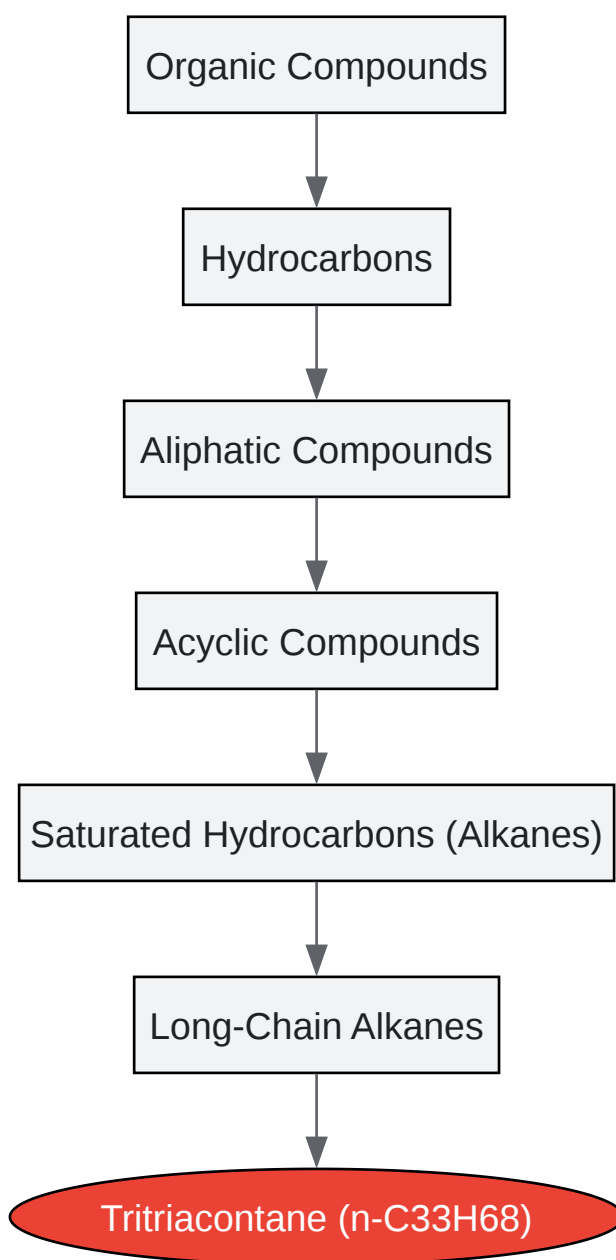 Organic Compounds
Hydrocarbons
Aliphatic Compounds
Acyclic Compounds
Saturated Hydrocarbons (Alkanes)
Long-Chain Alkanes
Tritriacontane (n-C33H68)